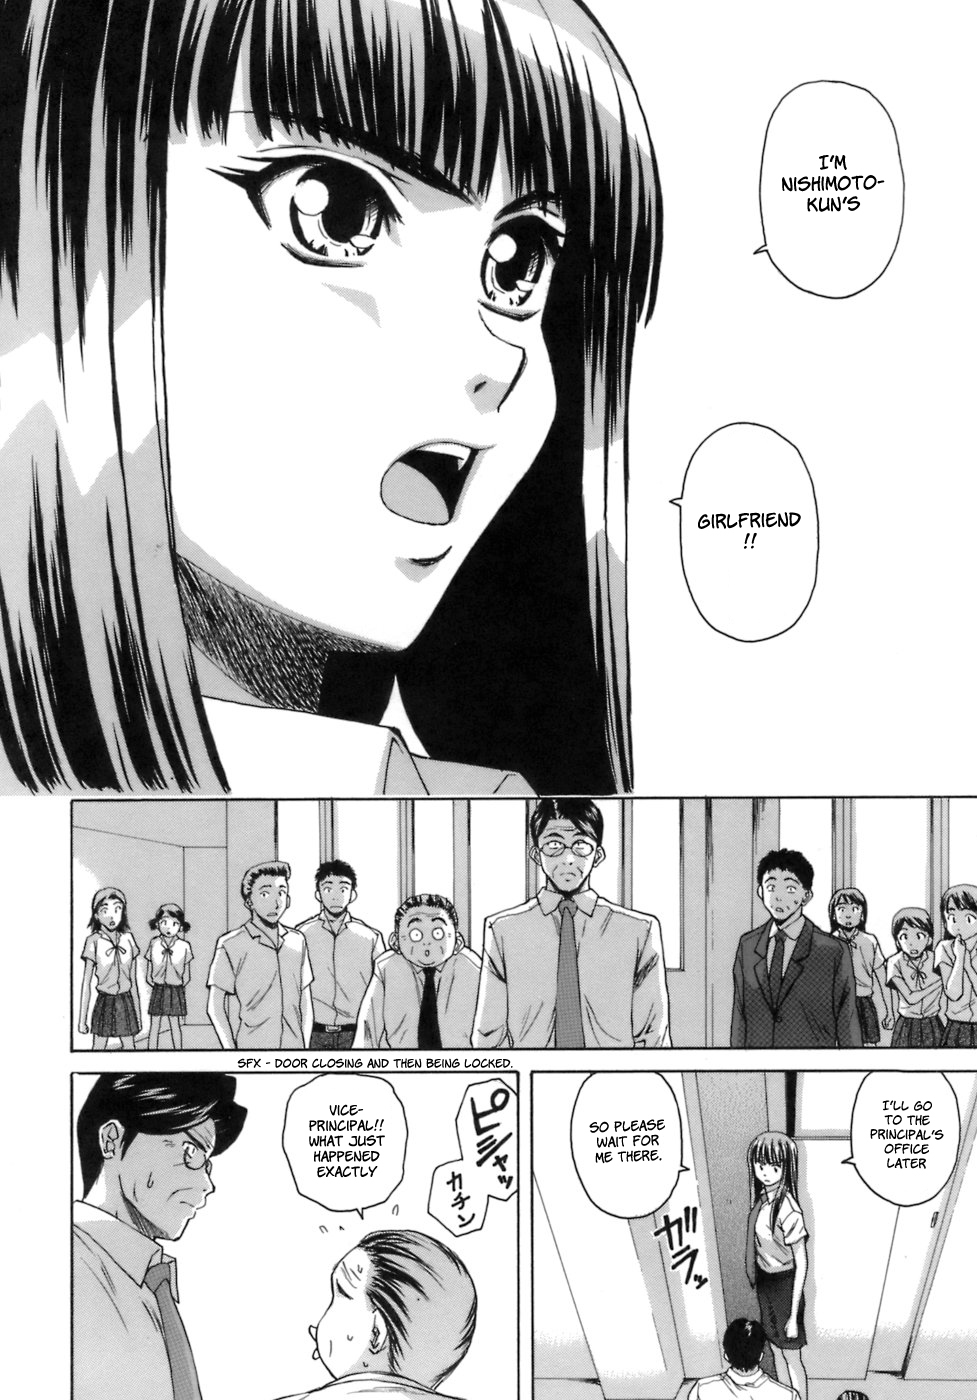 I'M
NISHIMOTO-
KUN'S
GIRLFRIEND
!!
SFX - DOOR CLOSING AND THEN BEING LOCKED.
I'LL GO
TO THE
PRINCIPAL'S
OFFICE
LATER
SO PLEASE
WAIT FOR
ME THERE.
ガラッ
ピシャッ
カチン
VICE-
PRINCIPAL!!
WHAT JUST
HAPPENED
EXACTLY